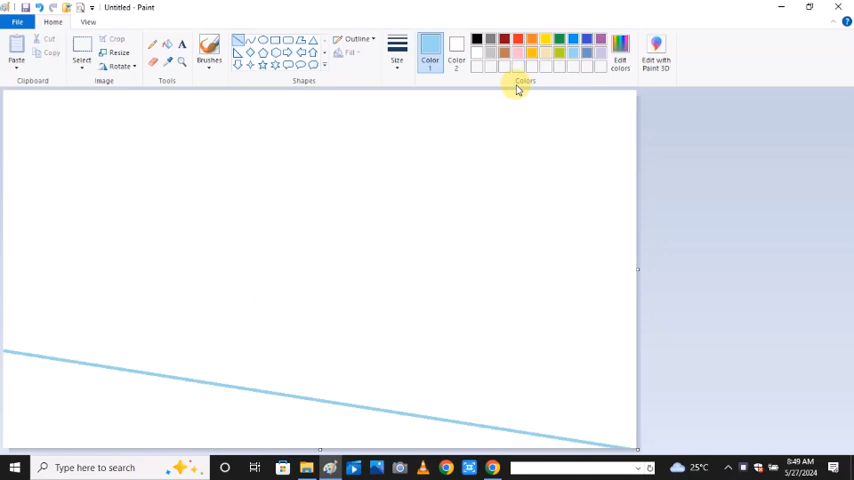 Untitled - Paint
File Home View
Paste
Cut
Copy
Clipboard
Select
Crop
Resize
Rotate
Image
A
Tools
Brushes
Shapes
Outline
Fill
Size
Color 1
Color 2
Colors
Edit colors
Edit with Paint 3D
Type here to search
25°C
8:49 AM
5/27/2024